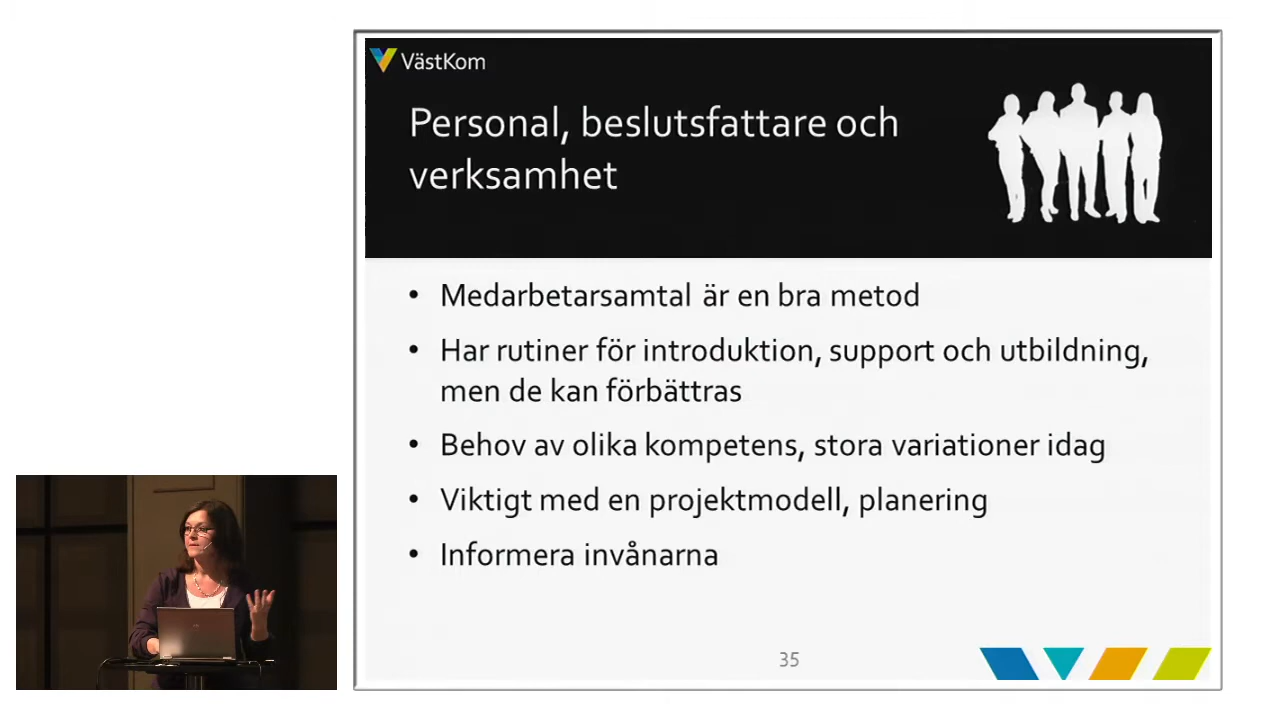 VästKom
Personal, beslutsfattare och
verksamhet
• Medarbetarsamtal är en bra metod
• Har rutiner för introduktion, support och utbildning,
men de kan förbättras
• Behov av olika kompetens, stora variationer idag
• Viktigt med en projektmodell, planering
• Informera invånarna
35